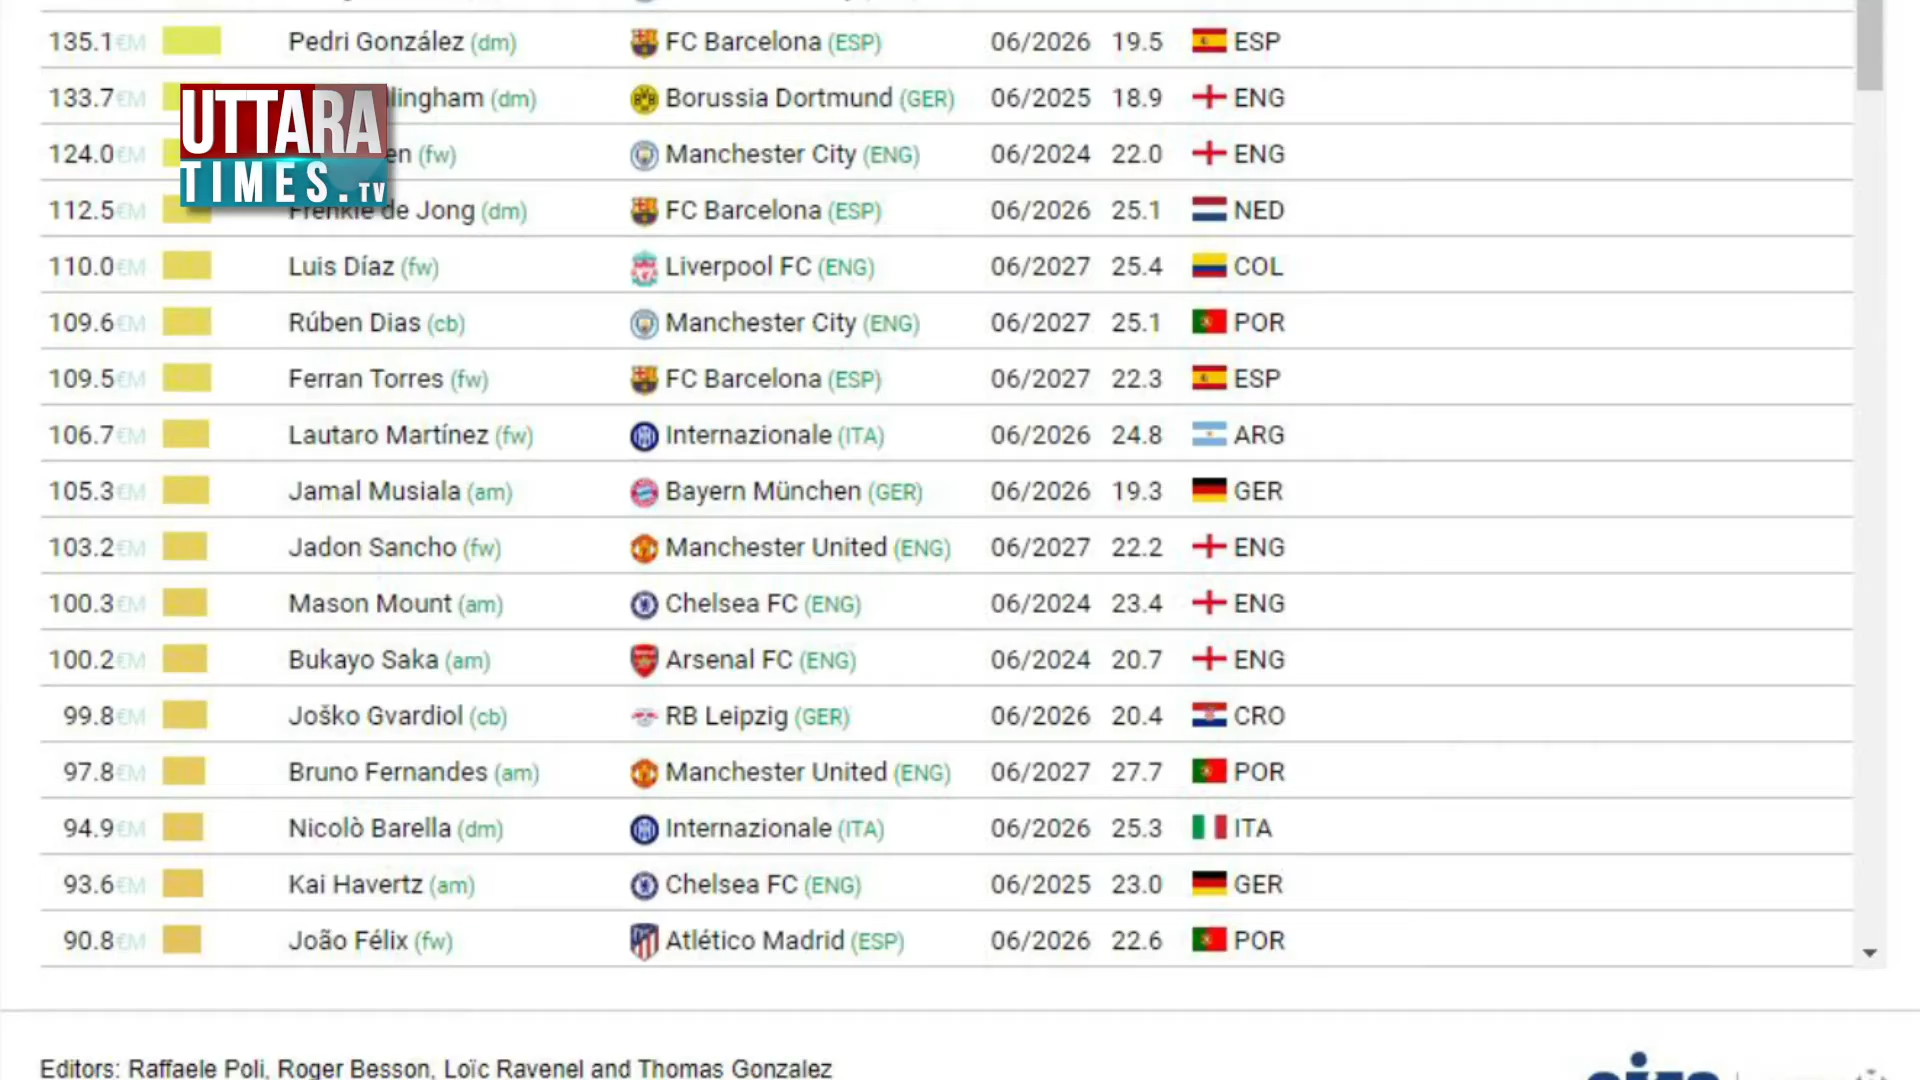 135.1 €M Pedri González (dm) FC Barcelona (ESP) 06/2026 19.5 ESP
133.7 €M (dm) Borussia Dortmund (GER) 06/2025 18.9 ENG
124.0 €M (fw) Manchester City (ENG) 06/2024 22.0 ENG
UTTARA
TIMES.TV
112.5 €M Frenkie de Jong (dm) FC Barcelona (ESP) 06/2026 25.1 NED
110.0 €M Luis Díaz (fw) Liverpool FC (ENG) 06/2027 25.4 COL
109.6 €M Rúben Dias (cb) Manchester City (ENG) 06/2027 25.1 POR
109.5 €M Ferran Torres (fw) FC Barcelona (ESP) 06/2027 22.3 ESP
106.7 €M Lautaro Martínez (fw) Internazionale (ITA) 06/2026 24.8 ARG
105.3 €M Jamal Musiala (am) Bayern München (GER) 06/2026 19.3 GER
103.2 €M Jadon Sancho (fw) Manchester United (ENG) 06/2027 22.2 ENG
100.3 €M Mason Mount (am) Chelsea FC (ENG) 06/2024 23.4 ENG
100.2 €M Bukayo Saka (am) Arsenal FC (ENG) 06/2024 20.7 ENG
99.8 €M Joško Gvardiol (cb) RB Leipzig (GER) 06/2026 20.4 CRO
97.8 €M Bruno Fernandes (am) Manchester United (ENG) 06/2027 27.7 POR
94.9 €M Nicolò Barella (dm) Internazionale (ITA) 06/2026 25.3 ITA
93.6 €M Kai Havertz (am) Chelsea FC (ENG) 06/2025 23.0 GER
90.8 €M João Félix (fw) Atlético Madrid (ESP) 06/2026 22.6 POR
Editors: Raffaele Poli, Roger Besson, Loïc Ravenel and Thomas Gonzalez